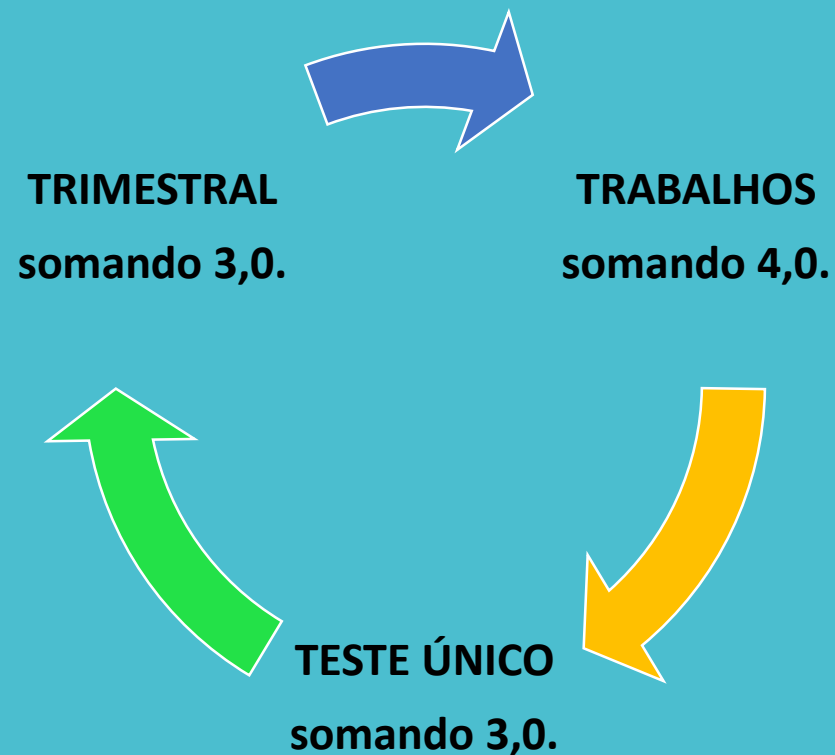 TRIMESTRAL
somando 3,0.
TRABALHOS
somando 4,0.
TESTE ÚNICO
somando 3,0.